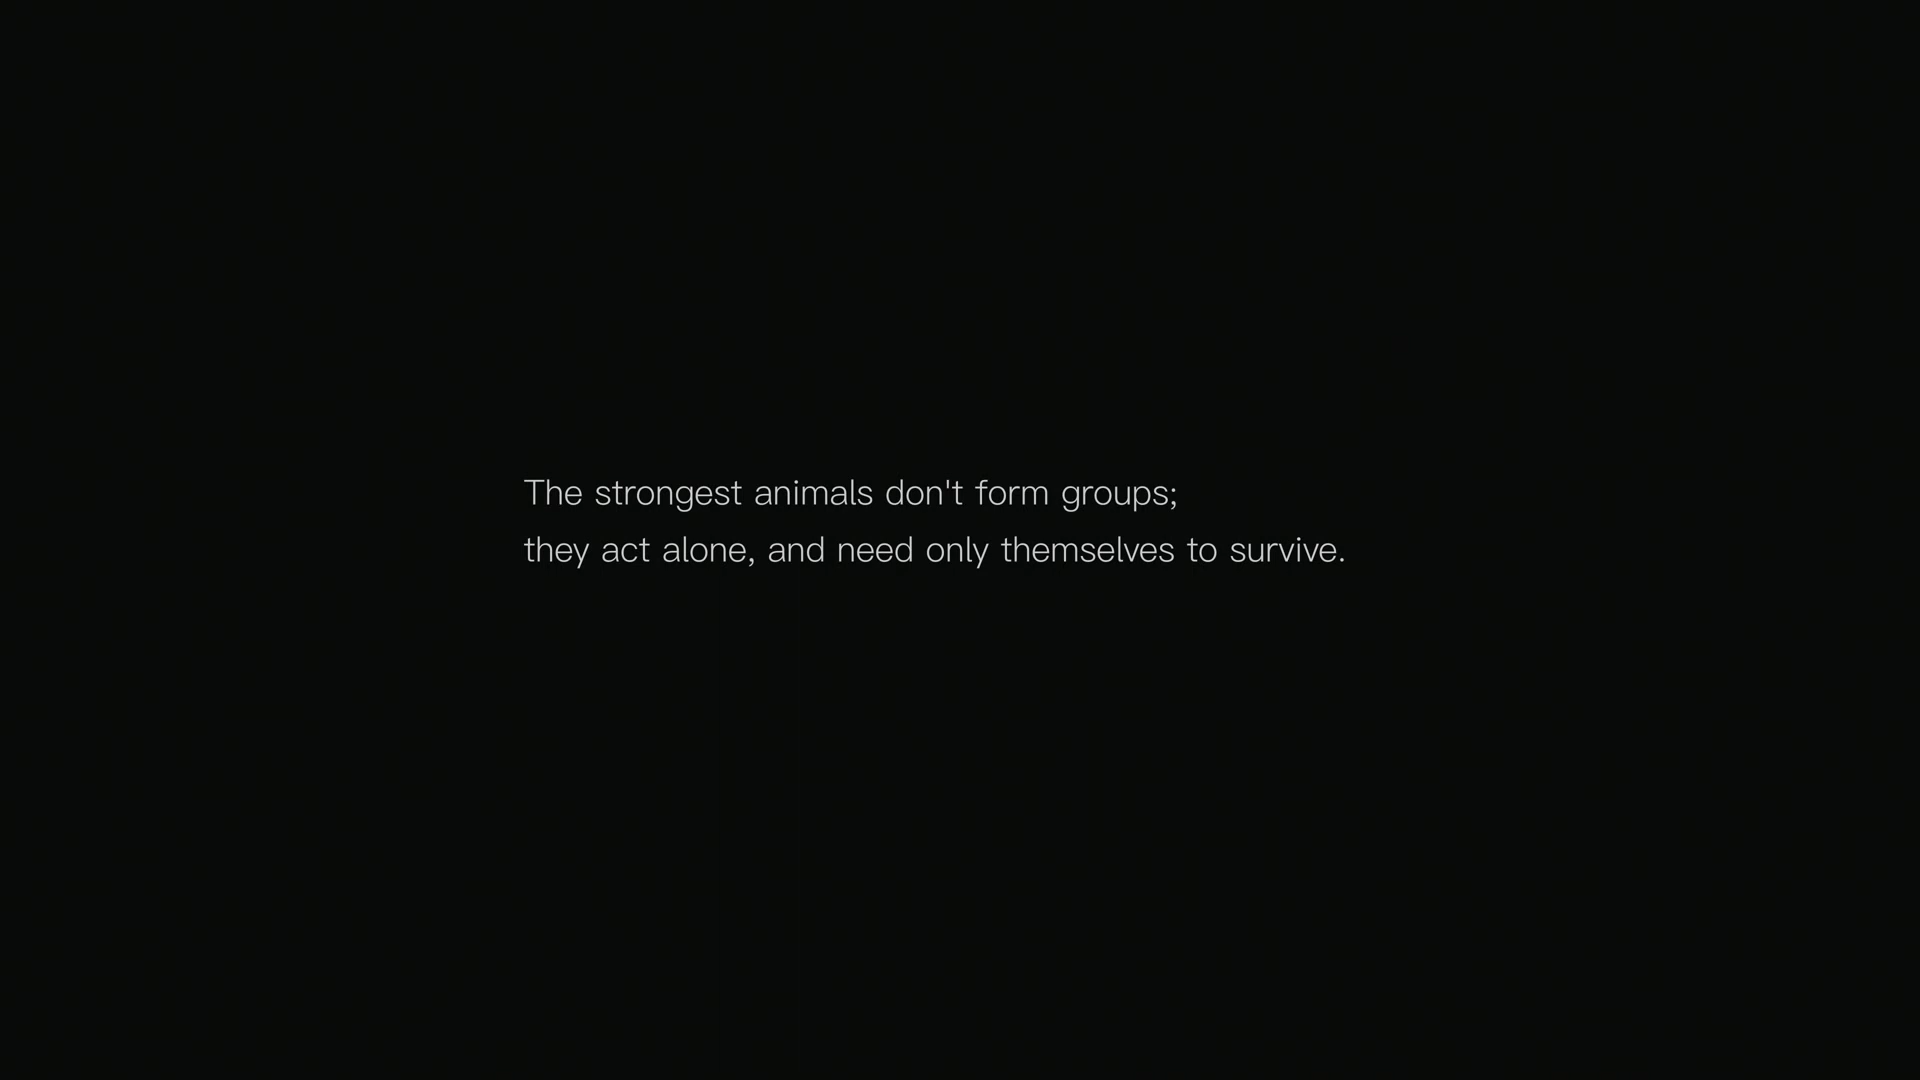 The strongest animals don't form groups;
they act alone, and need only themselves to survive.